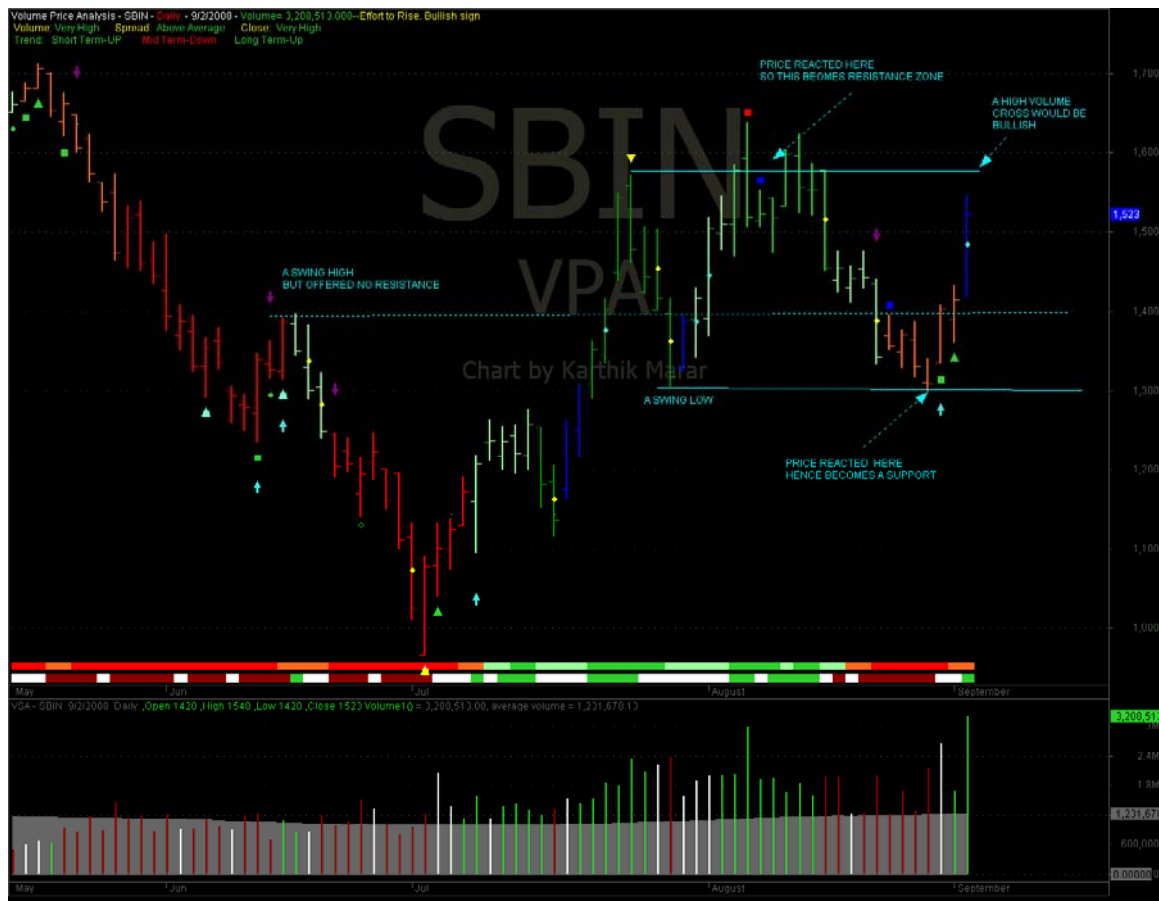 Volume Price Analysis - SBIN - Daily - 9/2/2008 - Volume= 3,208,513.000--Effort to Rise. Bullish sign
Volume: Very High Spread: Above Average Close: Very High
Trend: Short Term-UP Mid Term-Down Long Term-Up
SBIN
VPA
Chart by Karthik Marar
PRICE REACTED HERE
SO THIS BEOMES RESISTANCE ZONE
A HIGH VOLUME
CROSS WOULD BE
BULLISH
A SWING HIGH
BUT OFFERED NO RESISTANCE
A SWING LOW
PRICE REACTED HERE
HENCE BECOMES A SUPPORT
1,700
1,600
1,523
1,500
1,400
1,300
1,200
1,100
1,000
May Jun Jul August September
VSA - SBIN 9/2/2008 Daily ,Open 1420 ,High 1540 ,Low 1420 ,Close 1523 Volume1() = 3,208,513.00, average volume = 1,231,678.13
3,208,513
3M
2.4M
1.8M
1,231,678
600,000
0.00000
May Jun Jul August September